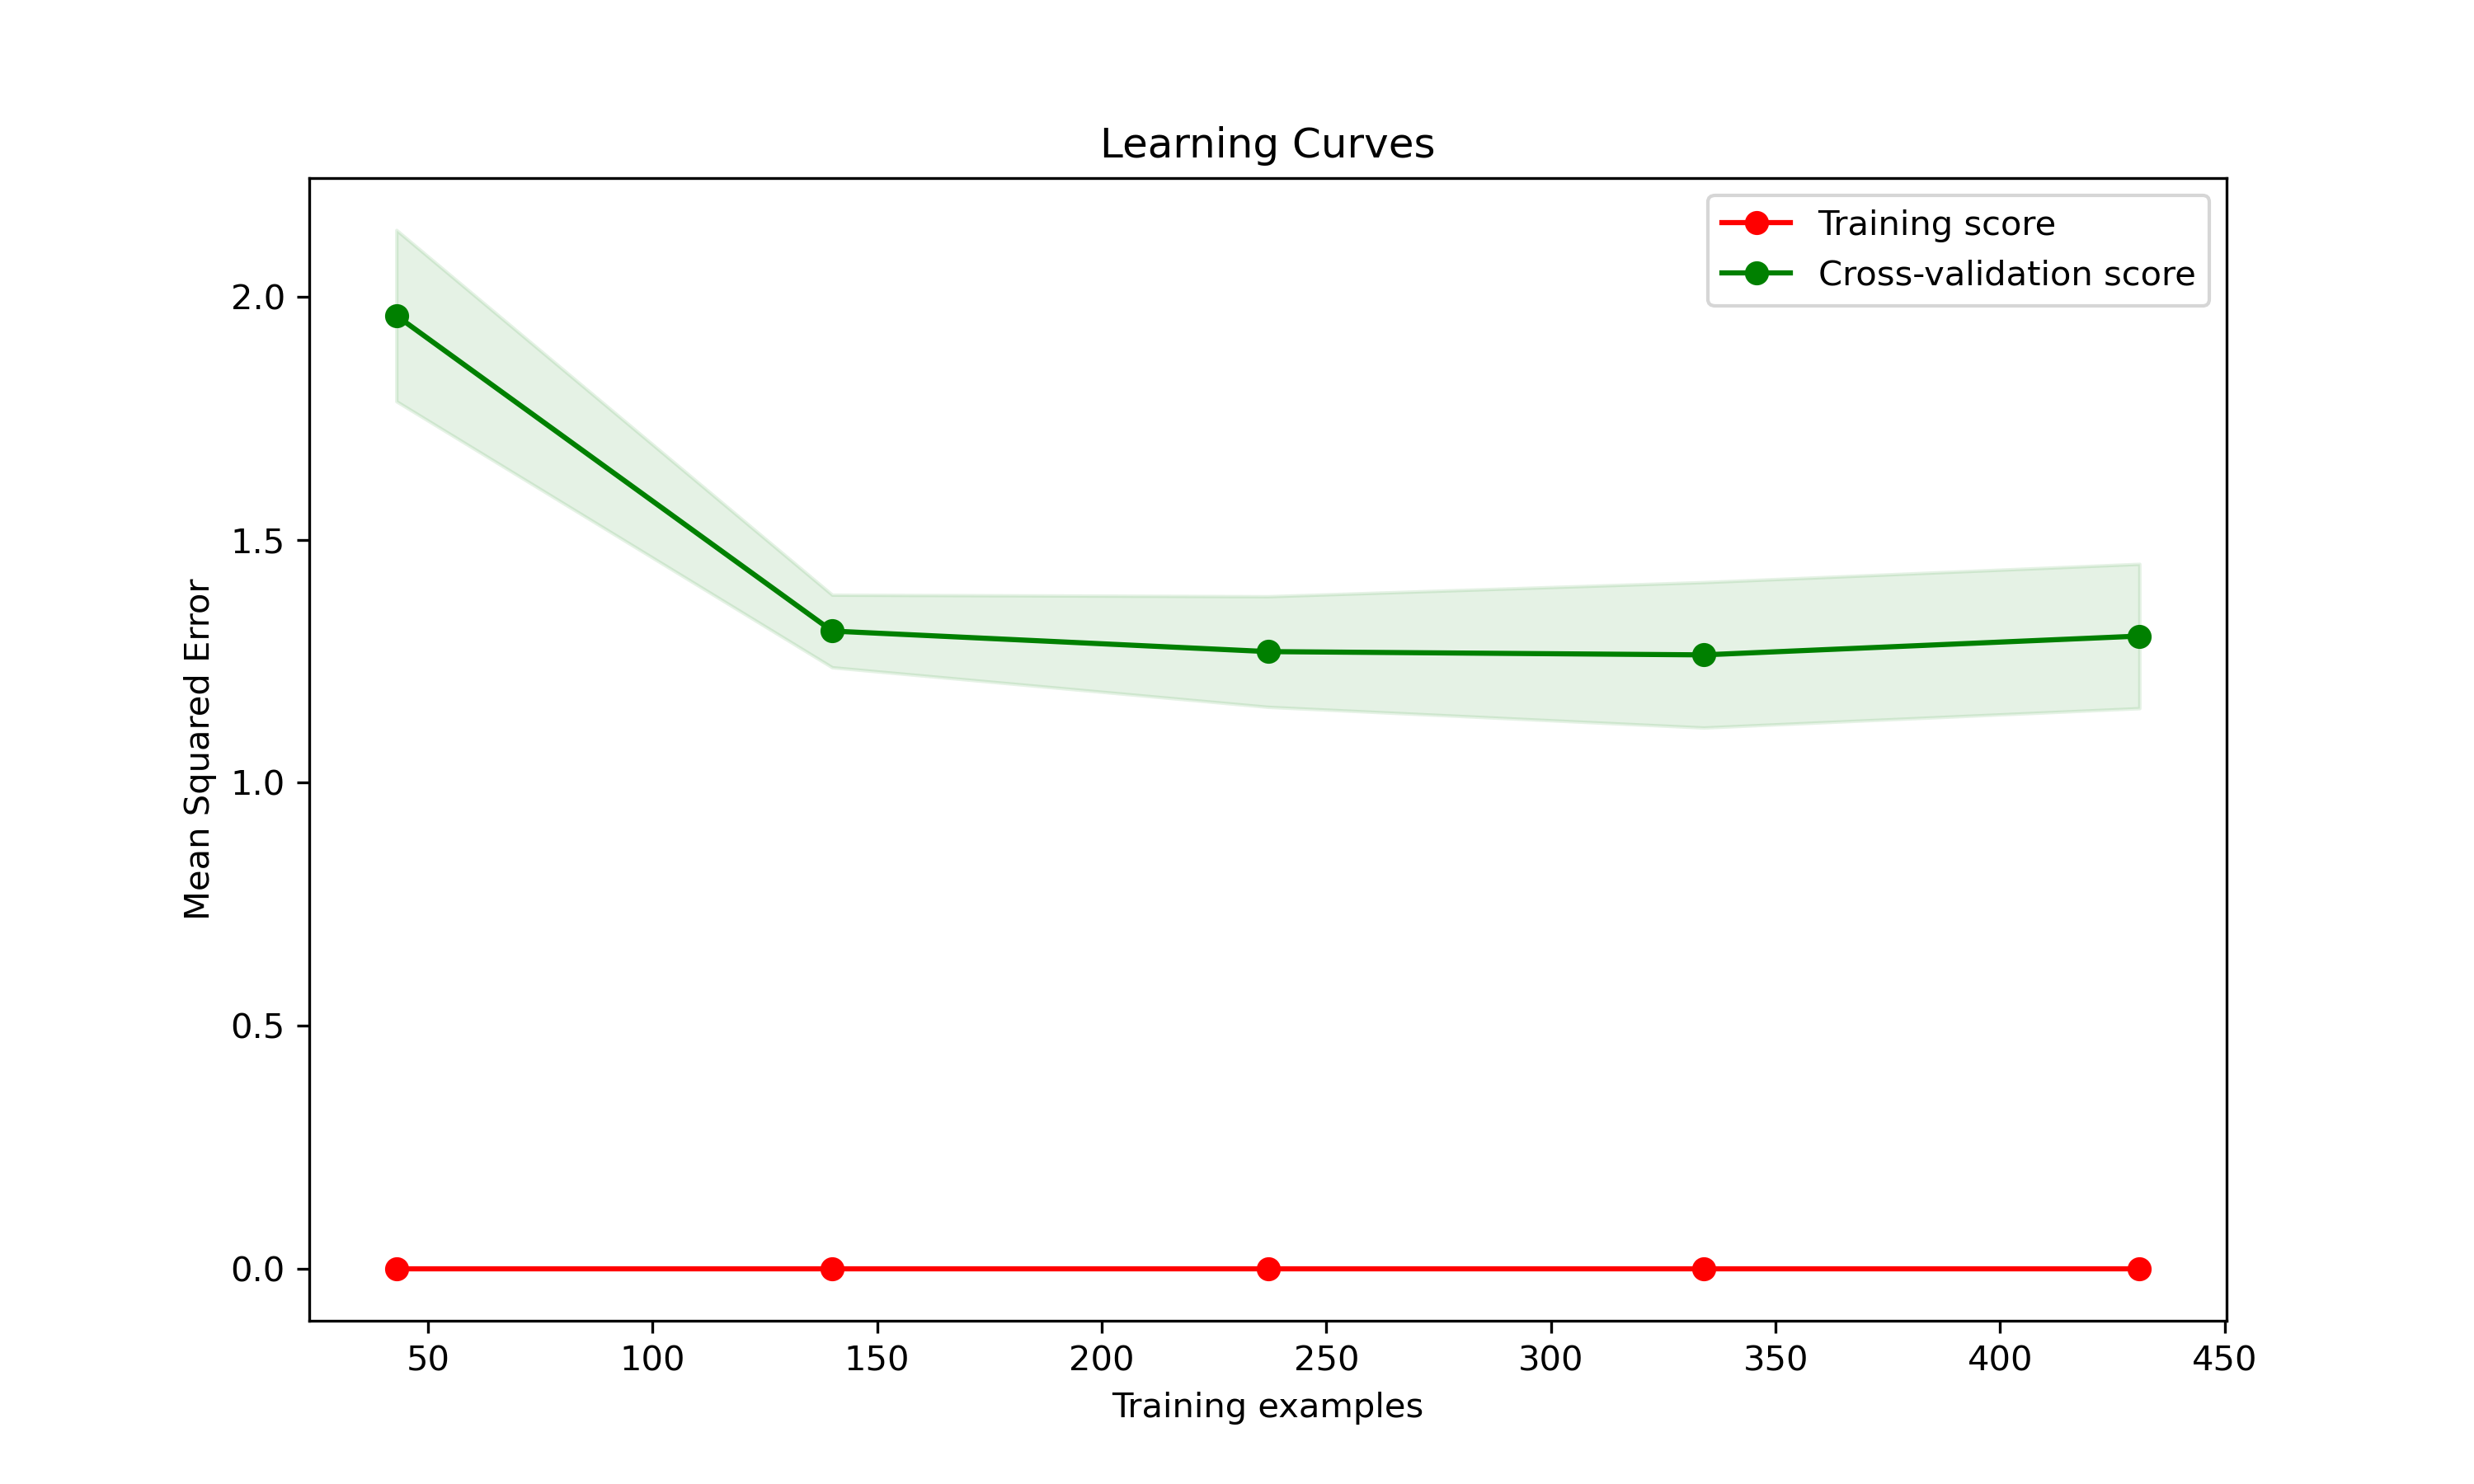 Learning Curves
Training score
Cross-validation score
Mean Squared Error
2.0
1.5
1.0
0.5
0.0
50 100 150 200 250 300 350 400 450
Training examples